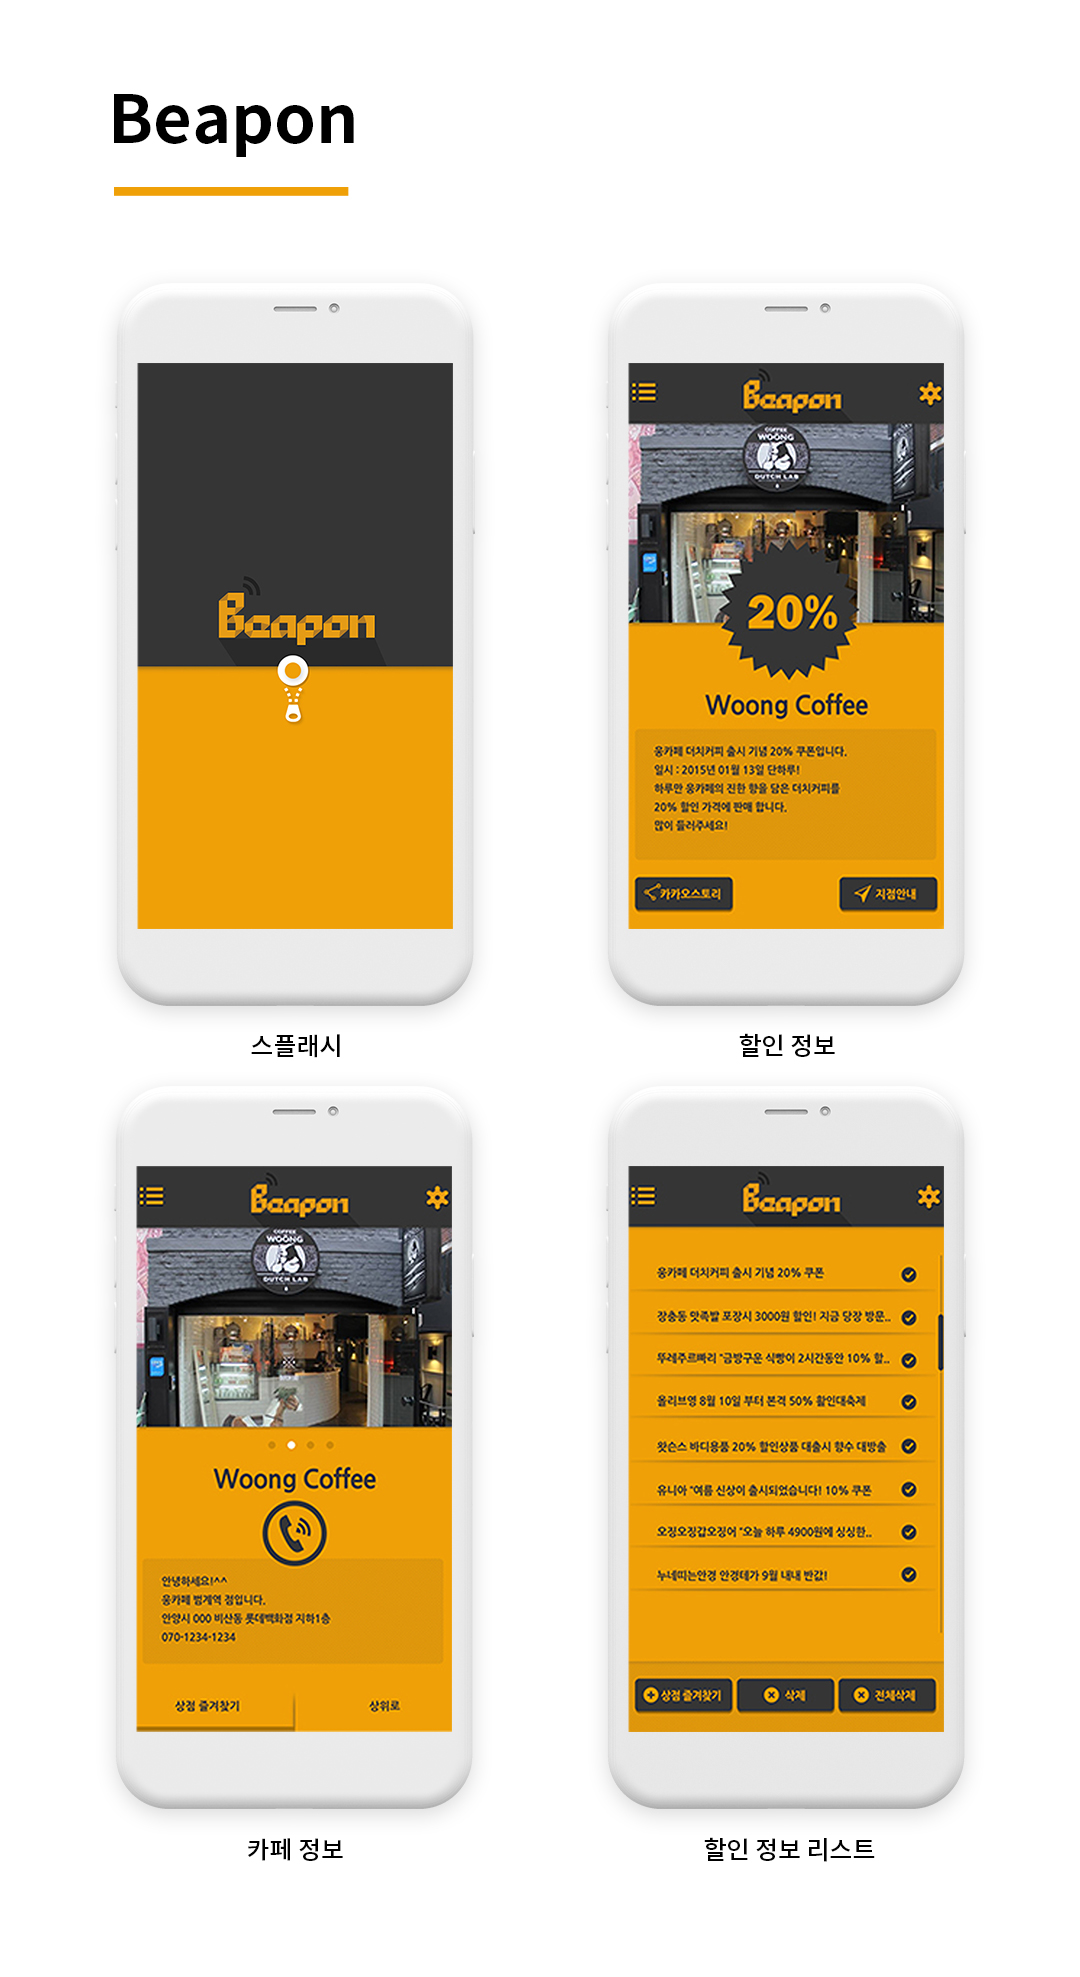 Beapon
Beapon
Beapon
COFFEE
WOONG
DUTCH LAB
20%
Woong Coffee
웅카페 더치커피 출시 기념 20% 쿠폰입니다.
일시 : 2015년 01월 13일 단하루!
하루만 웅카페의 진한 향을 담은 더치커피를
20% 할인 가격에 판매 합니다.
많이 들러주세요!
카카오스토리
지점안내
스플래시
할인 정보
Beapon
COFFEE
WOONG
DUTCH LAB
Woong Coffee
안녕하세요!^^
웅카페 범계역 점입니다.
안양시 000 비산동 롯데백화점 지하1층
070-1234-1234
상점 즐겨찾기
상위로
Beapon
웅카페 더치커피 출시 기념 20% 쿠폰
장충동 맛족발 포장시 3000원 할인! 지금 당장 방문..
뚜레주르빠리 "금방구운 식빵이 2시간동안 10% 할..
올리브영 8월 10일 부터 본격 50% 활인대축제
왓슨스 바디용품 20% 할인상품 대출시 향수 대방출
유니아 "여름 신상이 출시되었습니다! 10% 쿠폰
오징오징갑오징어 "오늘 하루 4900원에 싱싱한..
누네띠는안경 안경테가 9월 내내 반값!
상점 즐겨찾기
삭제
전체삭제
카페 정보
할인 정보 리스트